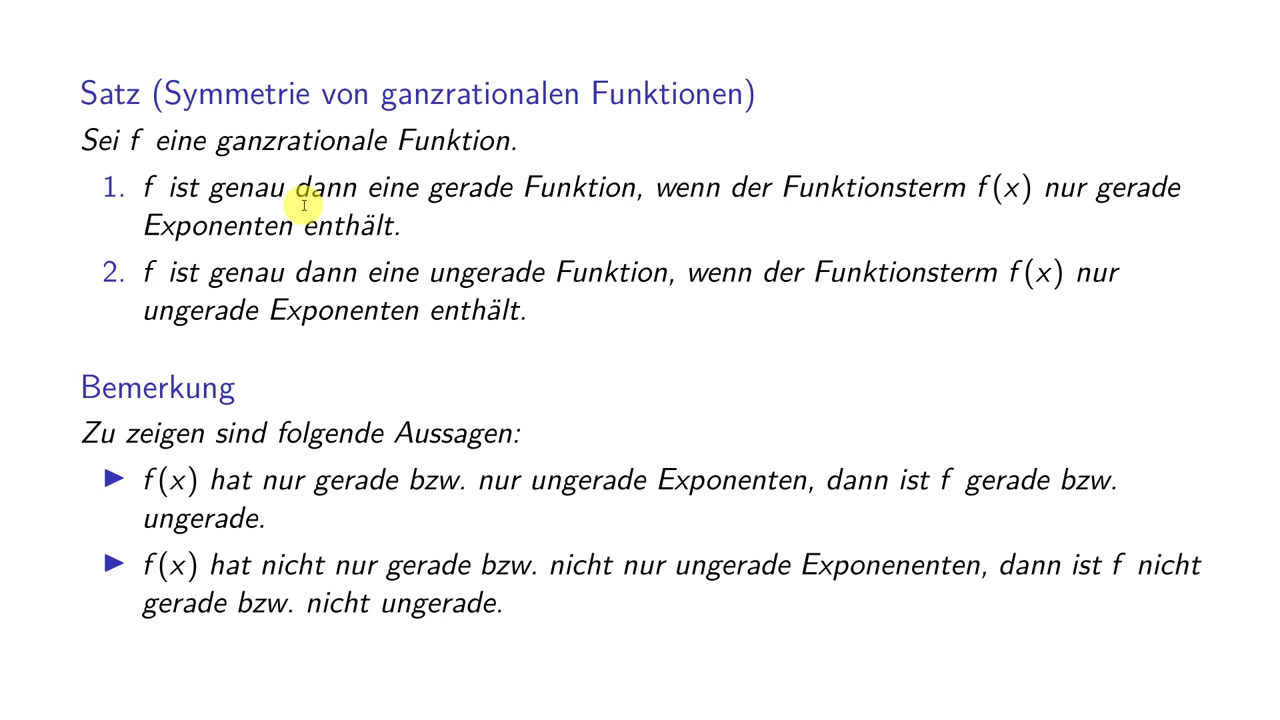 Satz (Symmetrie von ganzrationalen Funktionen)
Sei f eine ganzrationale Funktion.
1. f ist genau dann eine gerade Funktion, wenn der Funktionsterm f(x) nur gerade
Exponenten enthält.
2. f ist genau dann eine ungerade Funktion, wenn der Funktionsterm f(x) nur
ungerade Exponenten enthält.
Bemerkung
Zu zeigen sind folgende Aussagen:
▶ f(x) hat nur gerade bzw. nur ungerade Exponenten, dann ist f gerade bzw.
ungerade.
▶ f(x) hat nicht nur gerade bzw. nicht nur ungerade Exponenenten, dann ist f nicht
gerade bzw. nicht ungerade.